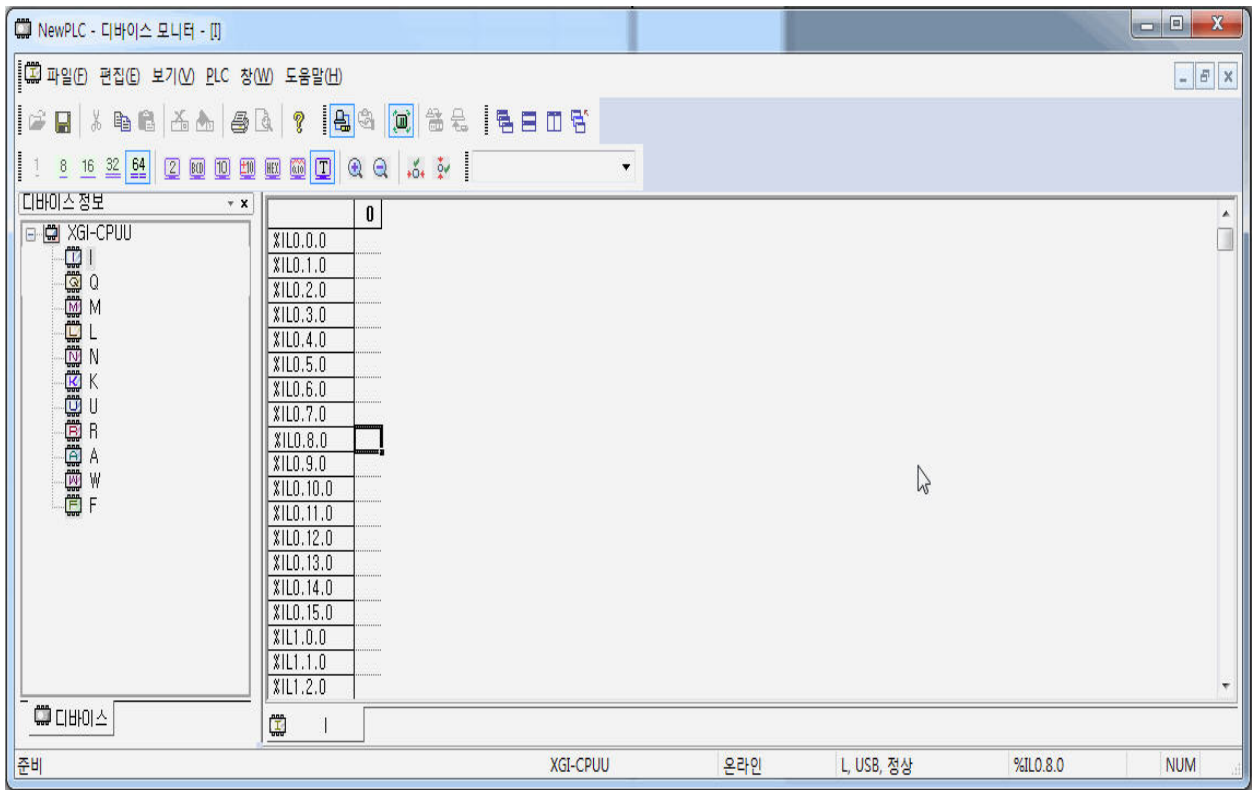 NewPLC - 디바이스 모니터 - [I]
파일(F) 편집(E) 보기(V) PLC 창(W) 도움말(H)
1 8 16 32 64 2 BCD 10 ±10 HEX T
디바이스 정보
XGI-CPUU
I
Q
M
L
N
K
U
R
A
W
F
디바이스
0
%IL0.0.0
%IL0.1.0
%IL0.2.0
%IL0.3.0
%IL0.4.0
%IL0.5.0
%IL0.6.0
%IL0.7.0
%IL0.8.0
%IL0.9.0
%IL0.10.0
%IL0.11.0
%IL0.12.0
%IL0.13.0
%IL0.14.0
%IL0.15.0
%IL1.0.0
%IL1.1.0
%IL1.2.0
I
준비 XGI-CPUU 온라인 L, USB, 정상 %IL0.8.0 NUM